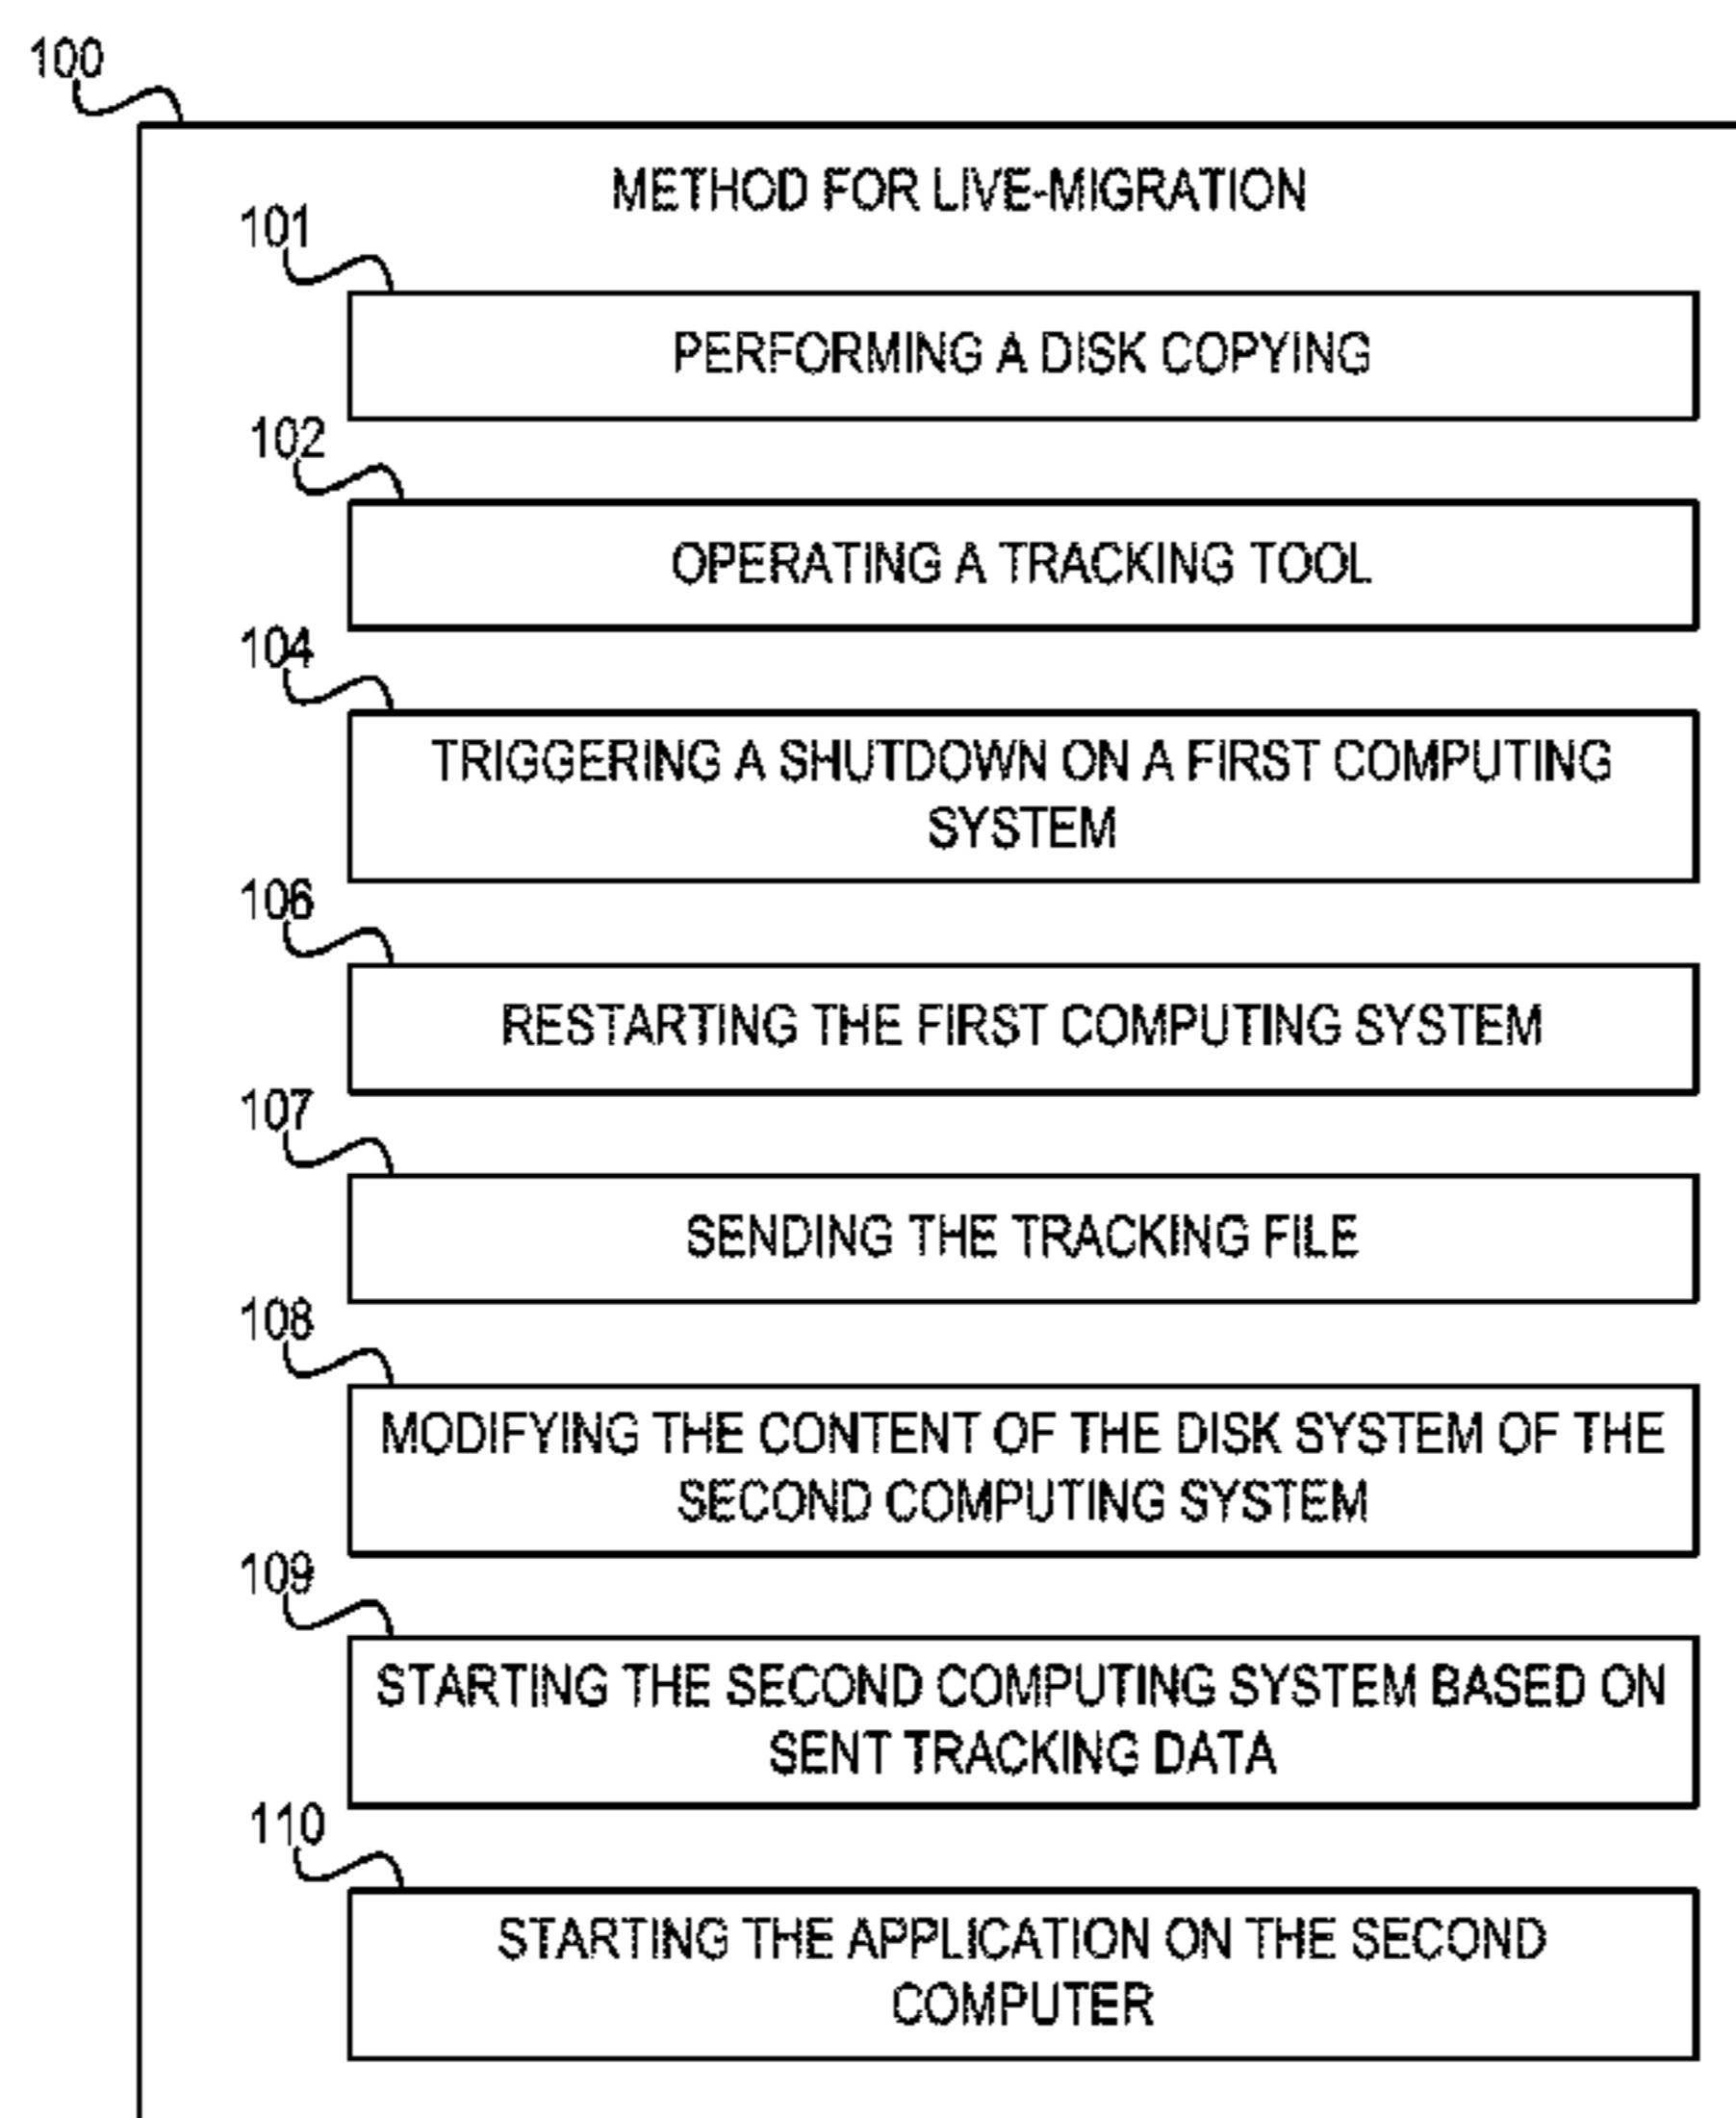 100
METHOD FOR LIVE-MIGRATION
101
PERFORMING A DISK COPYING
102
OPERATING A TRACKING TOOL
104
TRIGGERING A SHUTDOWN ON A FIRST COMPUTING
SYSTEM
106
RESTARTING THE FIRST COMPUTING SYSTEM
107
SENDING THE TRACKING FILE
108
MODIFYING THE CONTENT OF THE DISK SYSTEM OF THE
SECOND COMPUTING SYSTEM
109
STARTING THE SECOND COMPUTING SYSTEM BASED ON
SENT TRACKING DATA
110
STARTING THE APPLICATION ON THE SECOND
COMPUTER